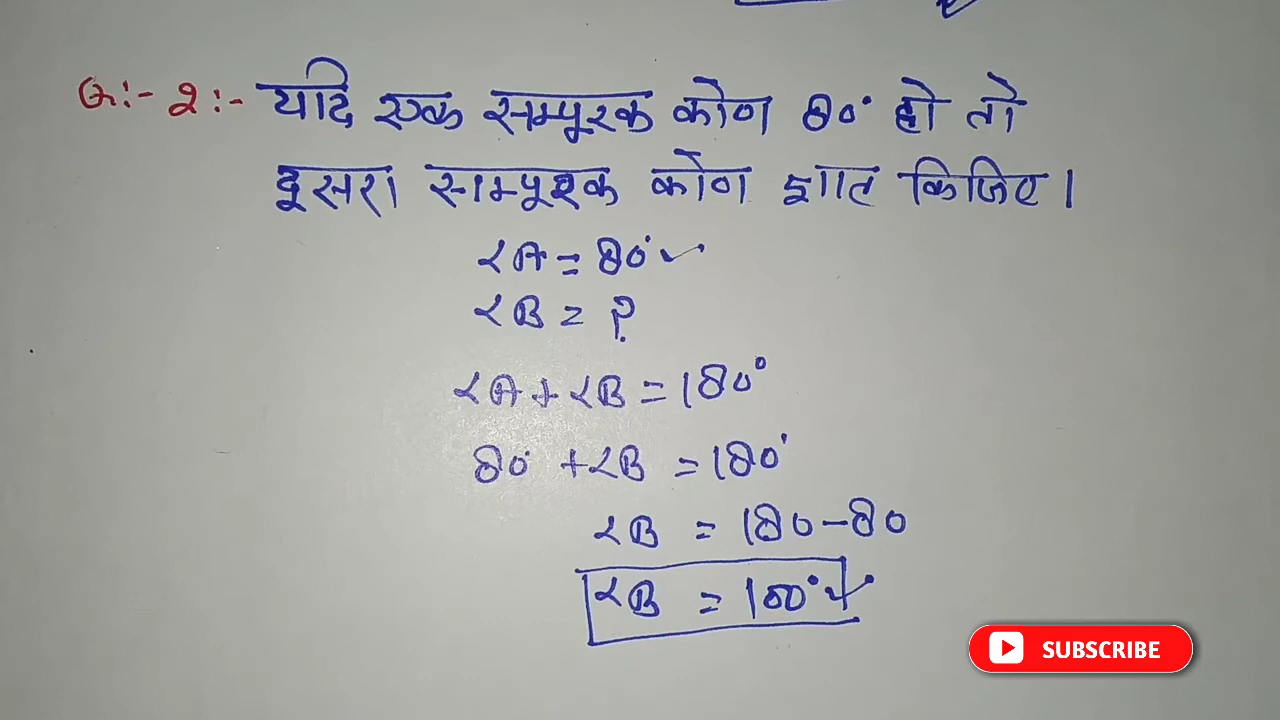 Q:- 2:- यदि एक सम्पूरक कोण 80° हो तो
दूसरा सम्पूरक कोण ज्ञात किजिए।
∠A = 80° ✓
∠B = ?
∠A + ∠B = 180°
80° + ∠B = 180°
∠B = 180 - 80
∠B = 100° ✓
SUBSCRIBE